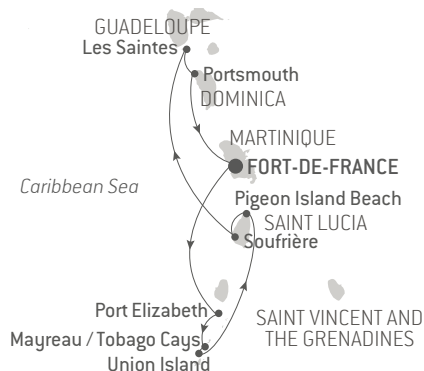 GUADELOUPE
Les Saintes
Portsmouth
DOMINICA
MARTINIQUE
FORT-DE-FRANCE
Caribbean Sea
Pigeon Island Beach
SAINT LUCIA
Soufrière
Port Elizabeth
SAINT VINCENT AND
THE GRENADINES
Mayreau / Tobago Cays
Union Island